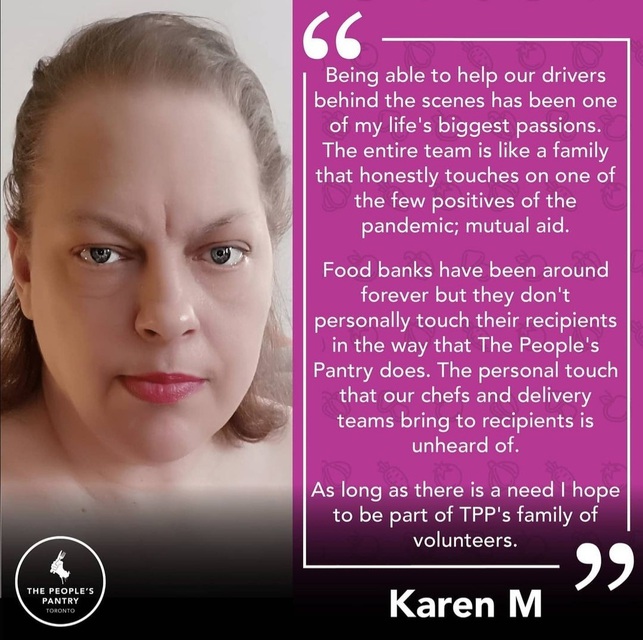 Being able to help our drivers
behind the scenes has been one
of my life's biggest passions.
The entire team is like a family
that honestly touches on one of
the few positives of the
pandemic; mutual aid.
Food banks have been around
forever but they don't
personally touch their recipients
in the way that The People's
Pantry does. The personal touch
that our chefs and delivery
teams bring to recipients is
unheard of.
As long as there is a need I hope
to be part of TPP's family of
volunteers.
Karen M
THE PEOPLE'S
PANTRY
TORONTO